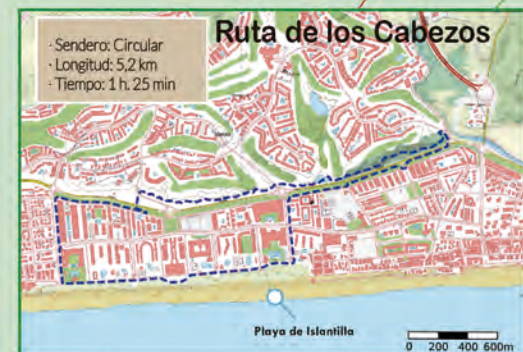 Ruta de los Cabezos
· Sendero: Circular
· Longitud: 5,2 km
· Tiempo: 1 h. 25 min
Playa de Islantilla
0 200 400 600m